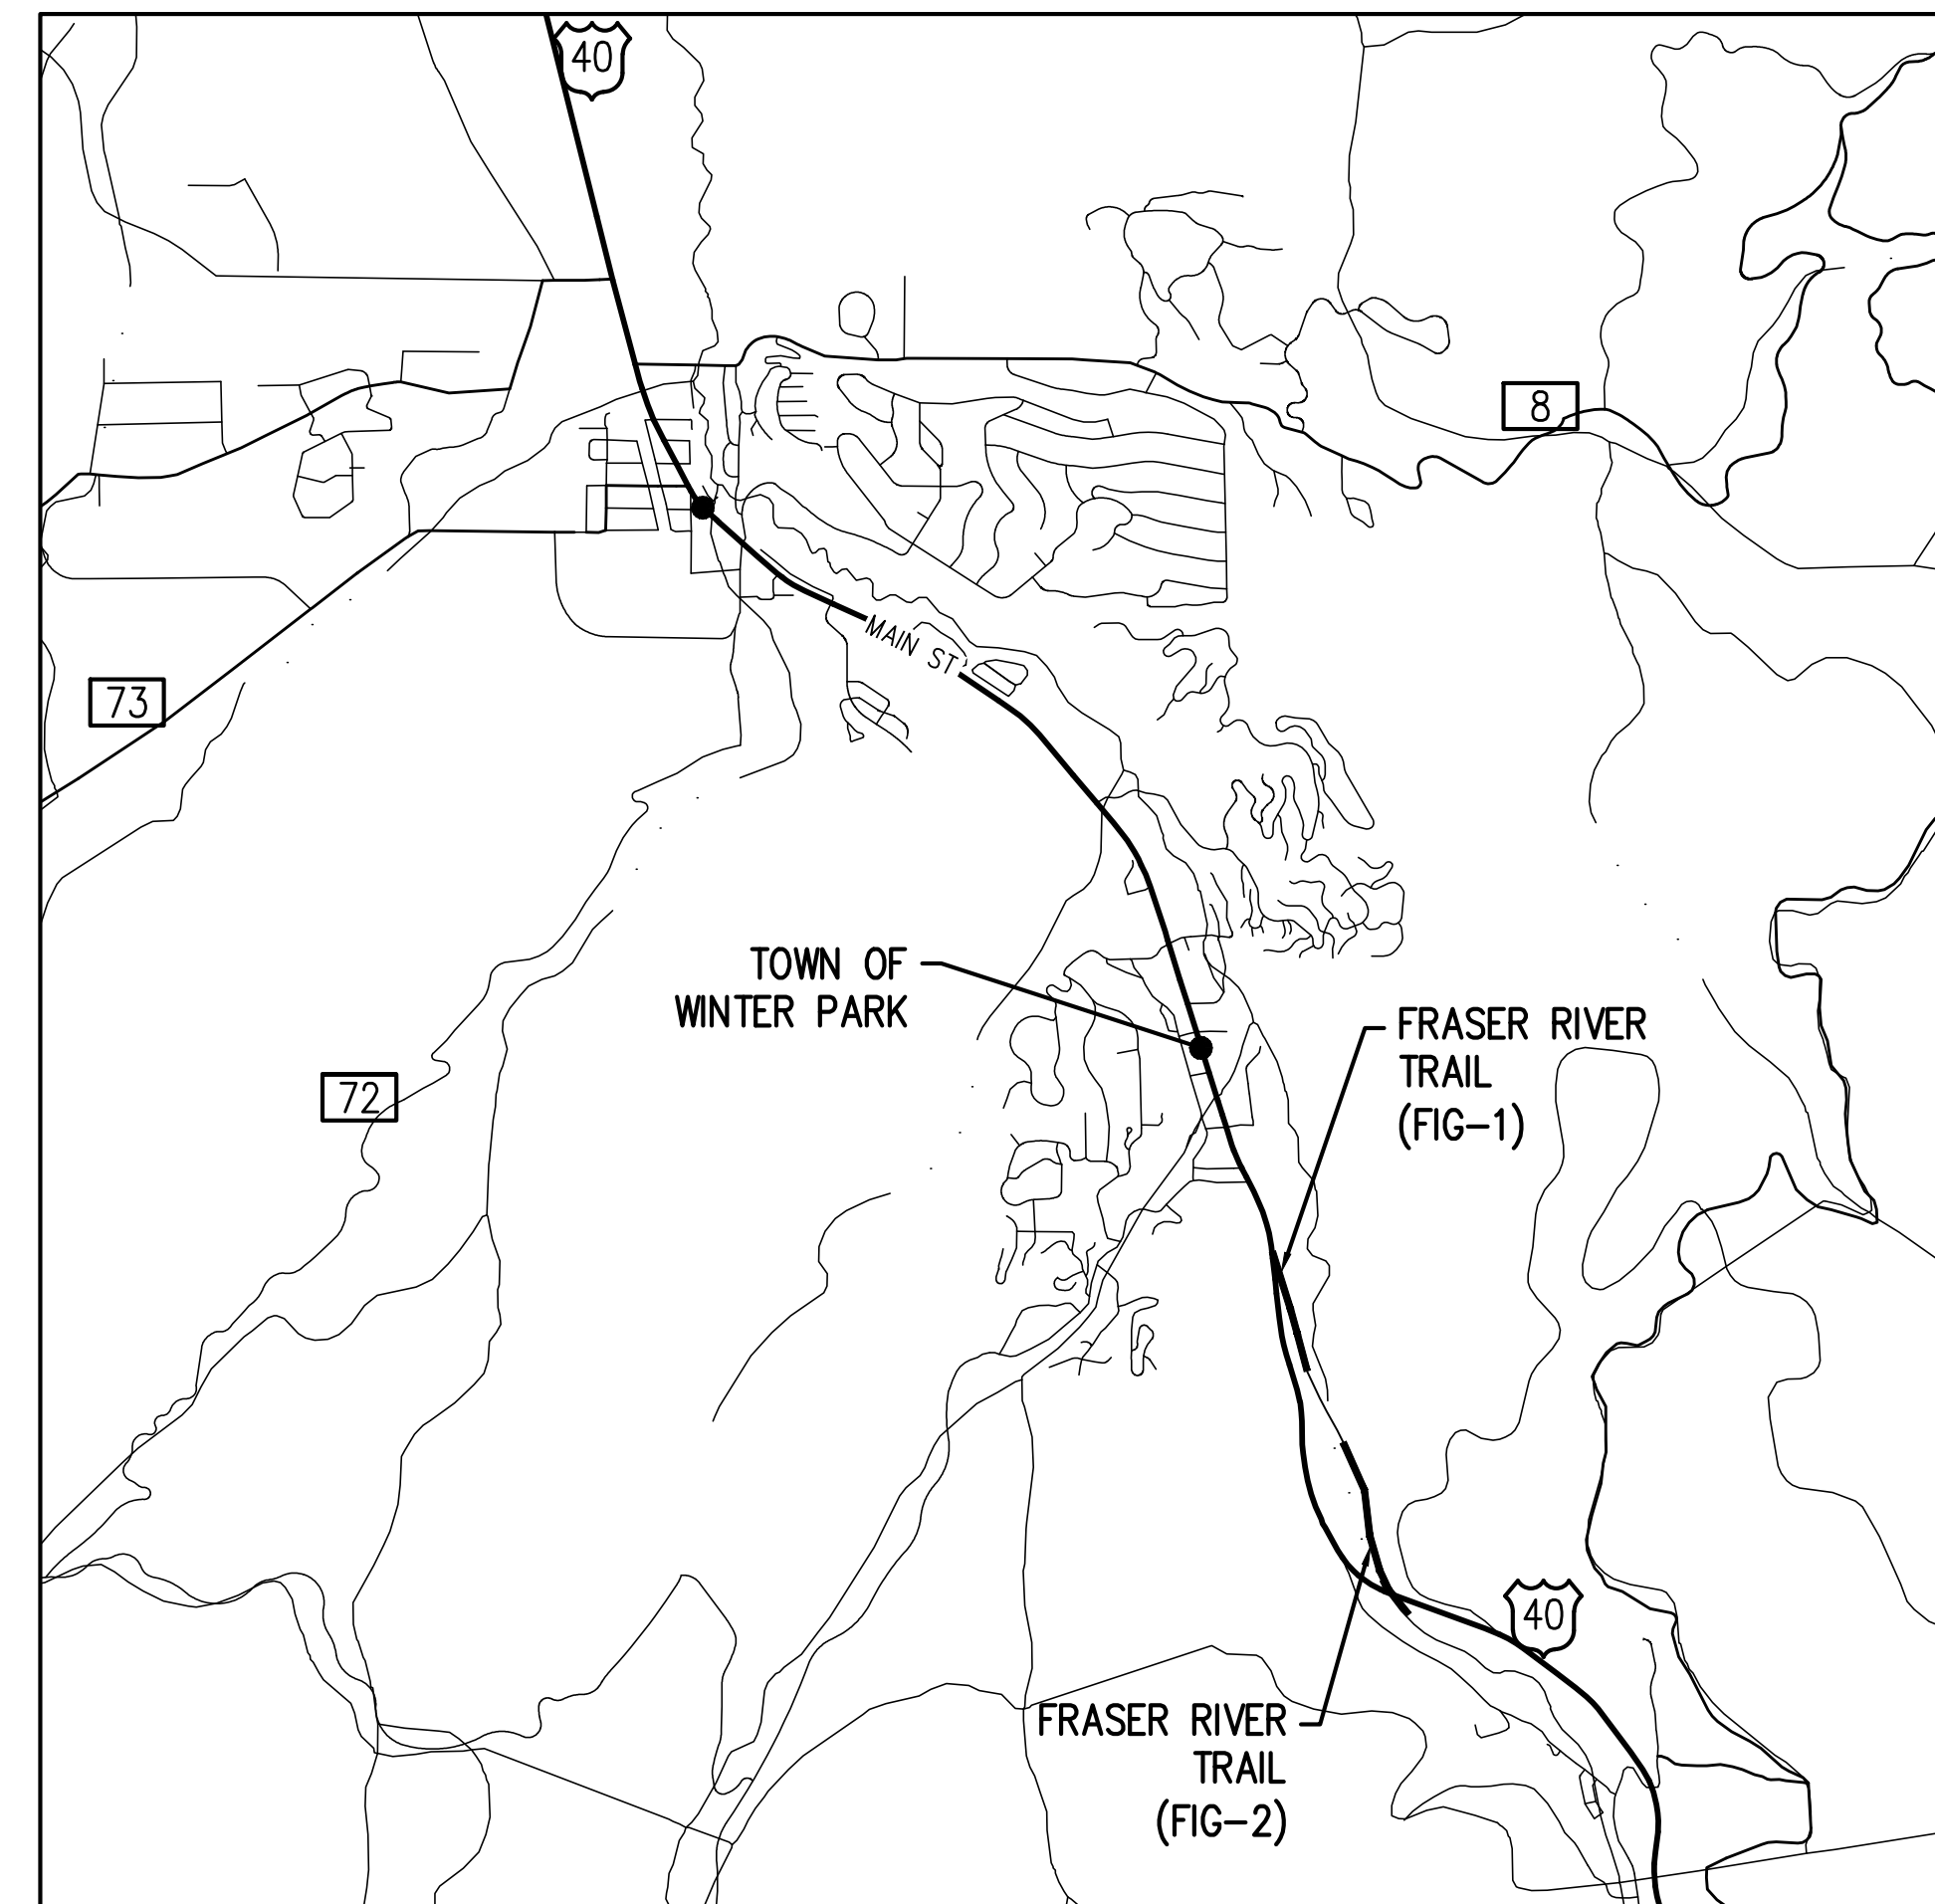 40
8
MAIN ST
73
TOWN OF
WINTER PARK
FRASER RIVER
TRAIL
(FIG-1)
72
40
FRASER RIVER
TRAIL
(FIG-2)